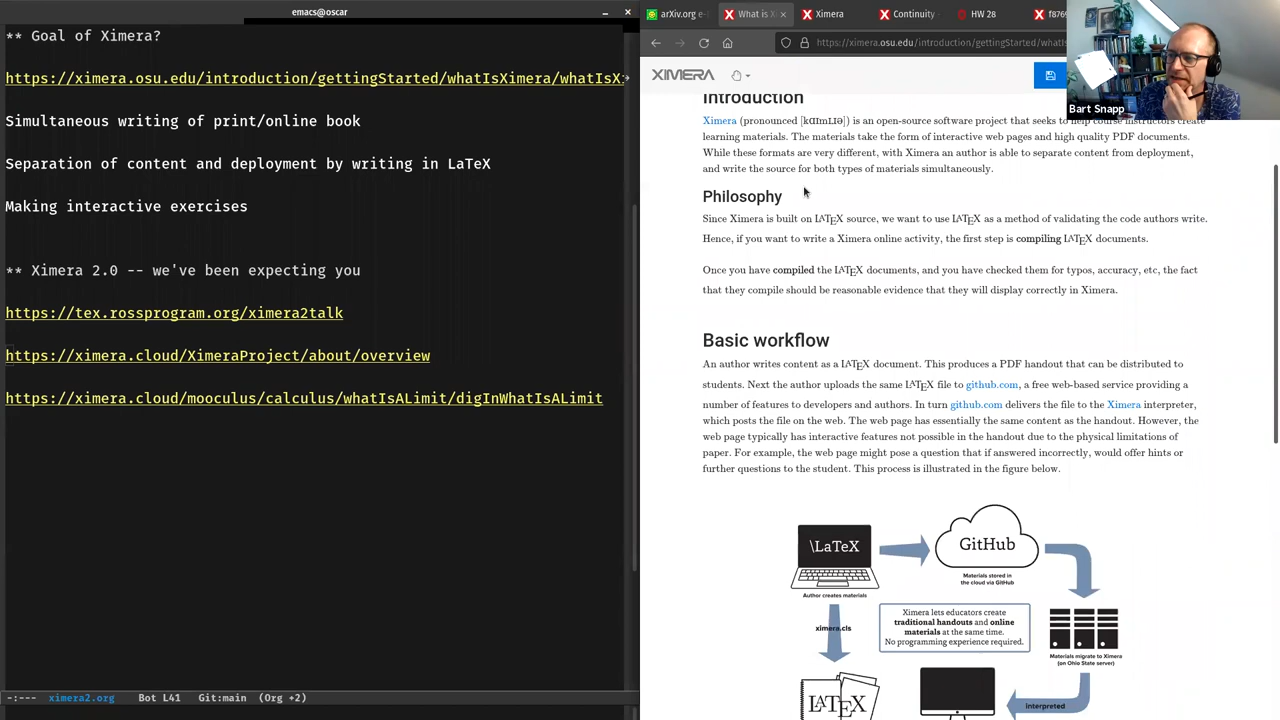 emacs@oscar
** Goal of Ximera?
https://ximera.osu.edu/introduction/gettingStarted/whatIsXimera/whatIsX
Simultaneous writing of print/online book
Separation of content and deployment by writing in LaTeX
Making interactive exercises
** Ximera 2.0 -- we've been expecting you
https://tex.rossprogram.org/ximera2talk
https://ximera.cloud/XimeraProject/about/overview
https://ximera.cloud/mooculus/calculus/whatIsALimit/digInWhatIsALimit
-:--- ximera2.org Bot L41 Git:main (Org +2)
arXiv.org e-
What is X
Ximera
Continuity
HW 28
f876
https://ximera.osu.edu/introduction/gettingStarted/whatIs
XIMERA
Bart Snapp
Introduction
Ximera (pronounced [kɑɪmɪɹə]) is an open-source software project that seeks to help course instructors create
learning materials. The materials take the form of interactive web pages and high quality PDF documents.
While these formats are very different, with Ximera an author is able to separate content from deployment,
and write the source for both types of materials simultaneously.
Philosophy
Since Ximera is built on LATEX source, we want to use LATEX as a method of validating the code authors write.
Hence, if you want to write a Ximera online activity, the first step is compiling LATEX documents.
Once you have compiled the LATEX documents, and you have checked them for typos, accuracy, etc, the fact
that they compile should be reasonable evidence that they will display correctly in Ximera.
Basic workflow
An author writes content as a LATEX document. This produces a PDF handout that can be distributed to
students. Next the author uploads the same LATEX file to github.com, a free web-based service providing a
number of features to developers and authors. In turn github.com delivers the file to the Ximera interpreter,
which posts the file on the web. The web page has essentially the same content as the handout. However, the
web page typically has interactive features not possible in the handout due to the physical limitations of
paper. For example, the web page might pose a question that if answered incorrectly, would offer hints or
further questions to the student. This process is illustrated in the figure below.
\LaTeX
Author creates materials
GitHub
Materials stored in
the cloud via GitHub
ximera.cls
Ximera lets educators create
traditional handouts and online
materials at the same time.
No programming experience required.
Materials migrate to Ximera
(on Ohio State server)
LATEX
interpreted